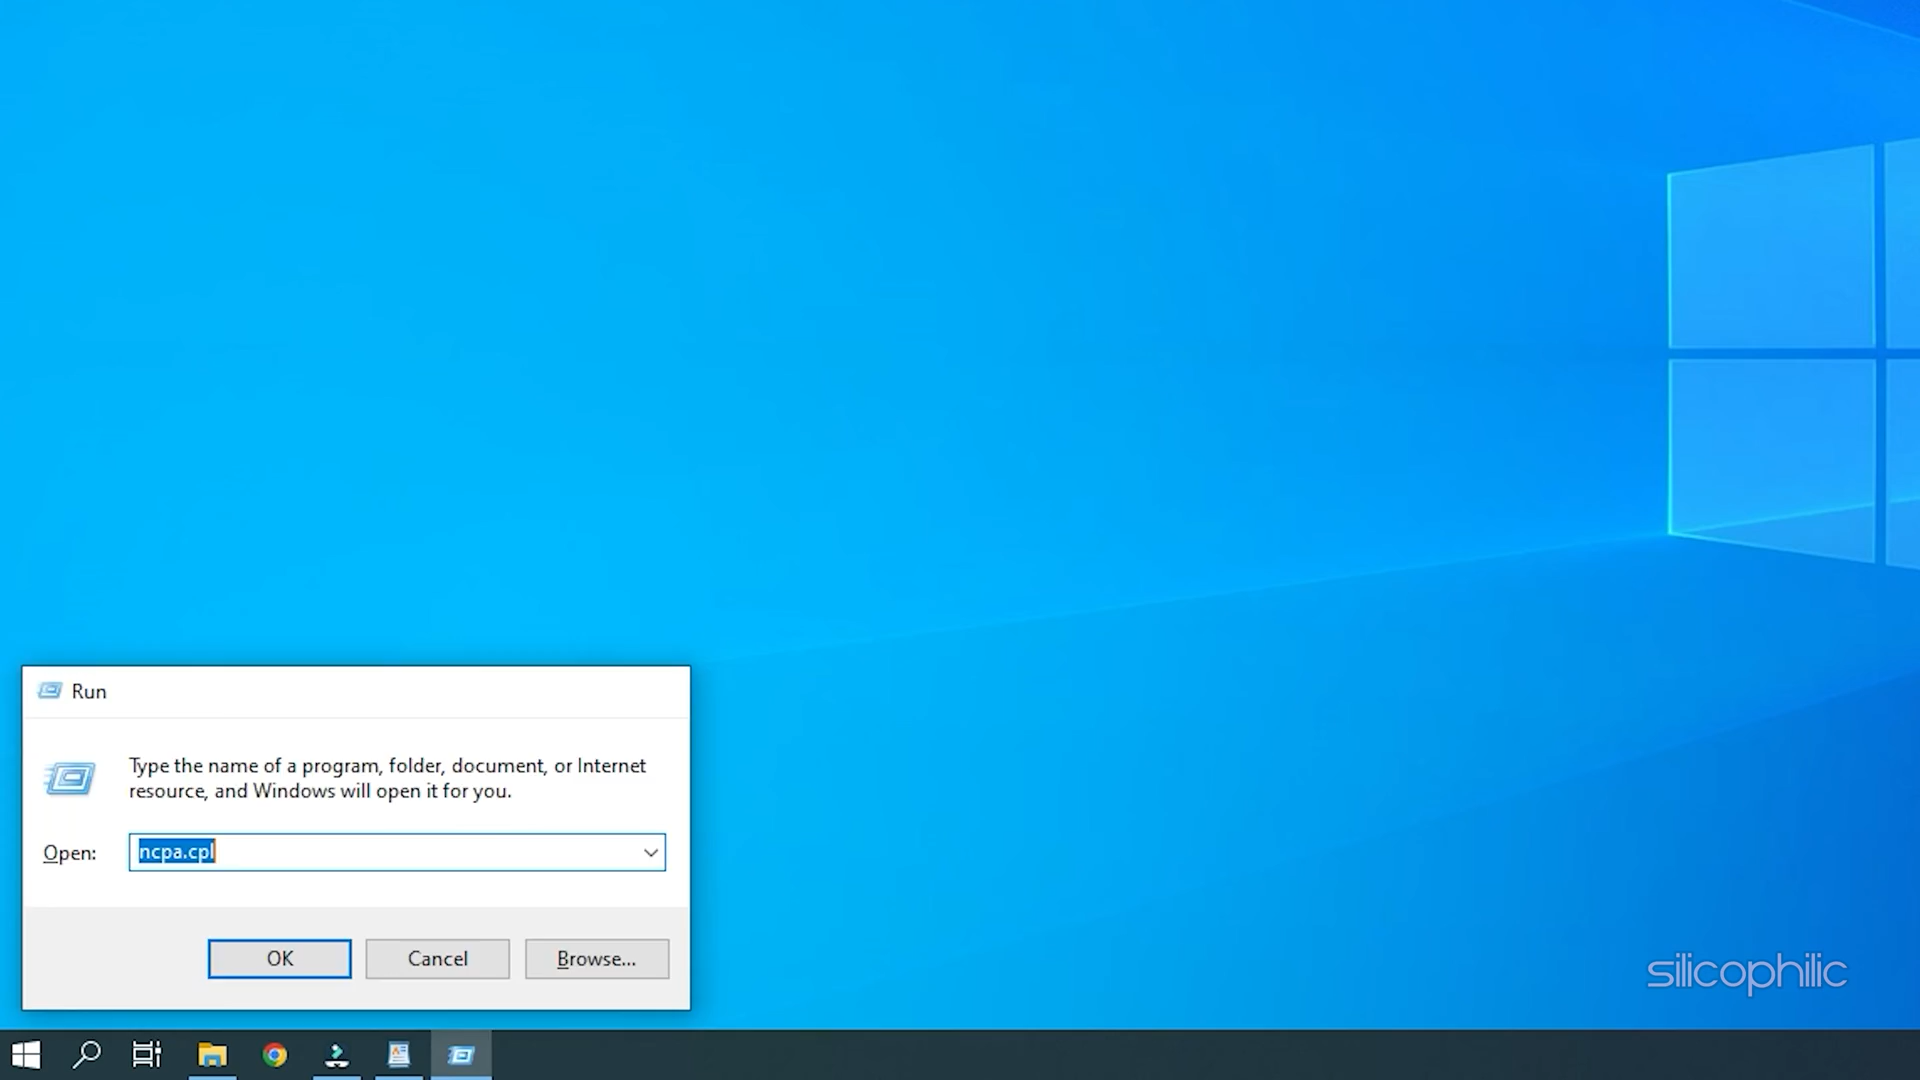 Run
Type the name of a program, folder, document, or Internet
resource, and Windows will open it for you.
Open:
ncpa.cpl
OK
Cancel
Browse...
silicophilic